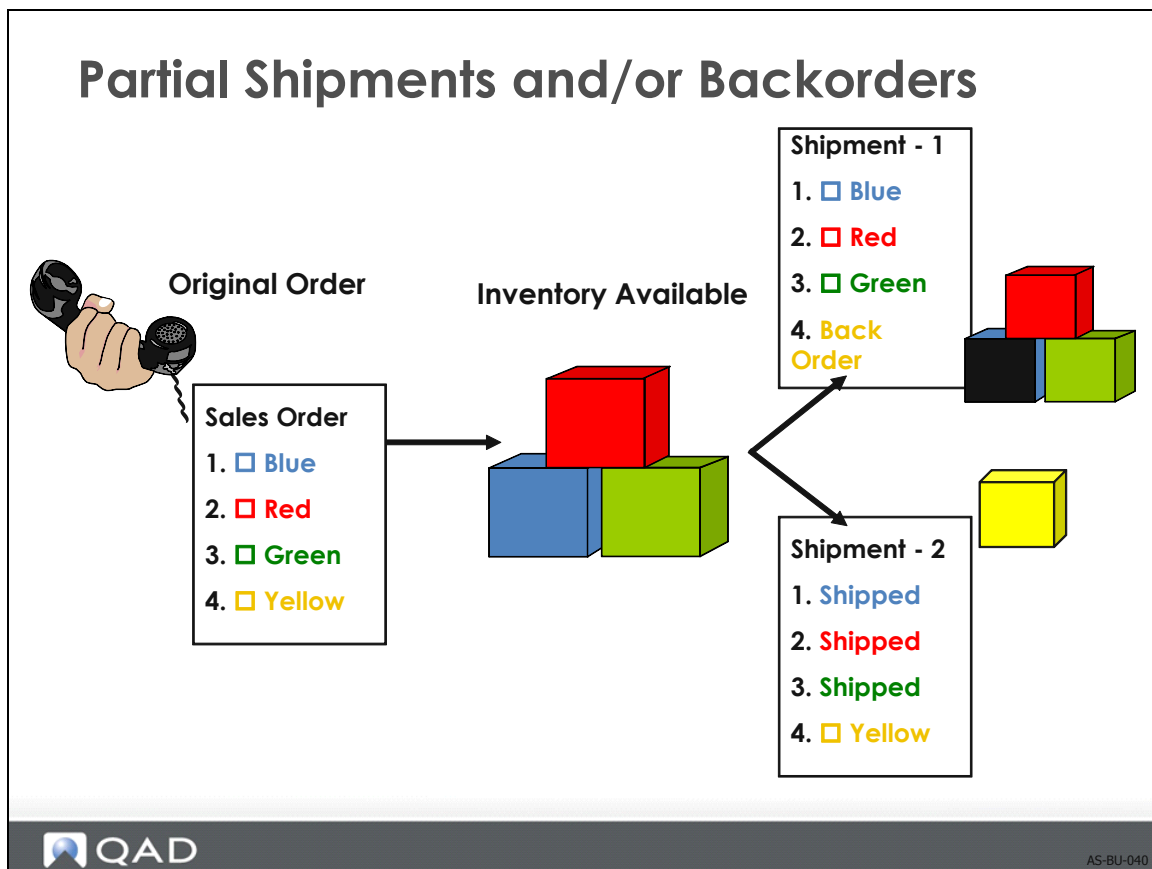 Partial Shipments and/or Backorders
Original Order
Sales Order
1. ☐ Blue
2. ☐ Red
3. ☐ Green
4. ☐ Yellow
Inventory Available
Shipment - 1
1. ☐ Blue
2. ☐ Red
3. ☐ Green
4. Back
Order
Shipment - 2
1. Shipped
2. Shipped
3. Shipped
4. ☐ Yellow
QAD
AS-BU-040